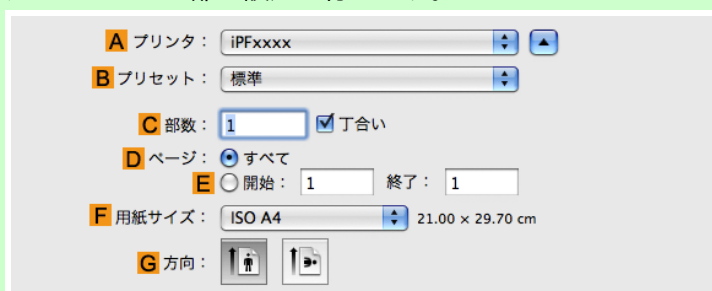 A プリンタ： iPFxxxx
B プリセット： 標準
C 部数： 1 丁合い
D ページ： すべて
E 開始： 1 終了： 1
F 用紙サイズ： ISO A4 21.00 × 29.70 cm
G 方向：